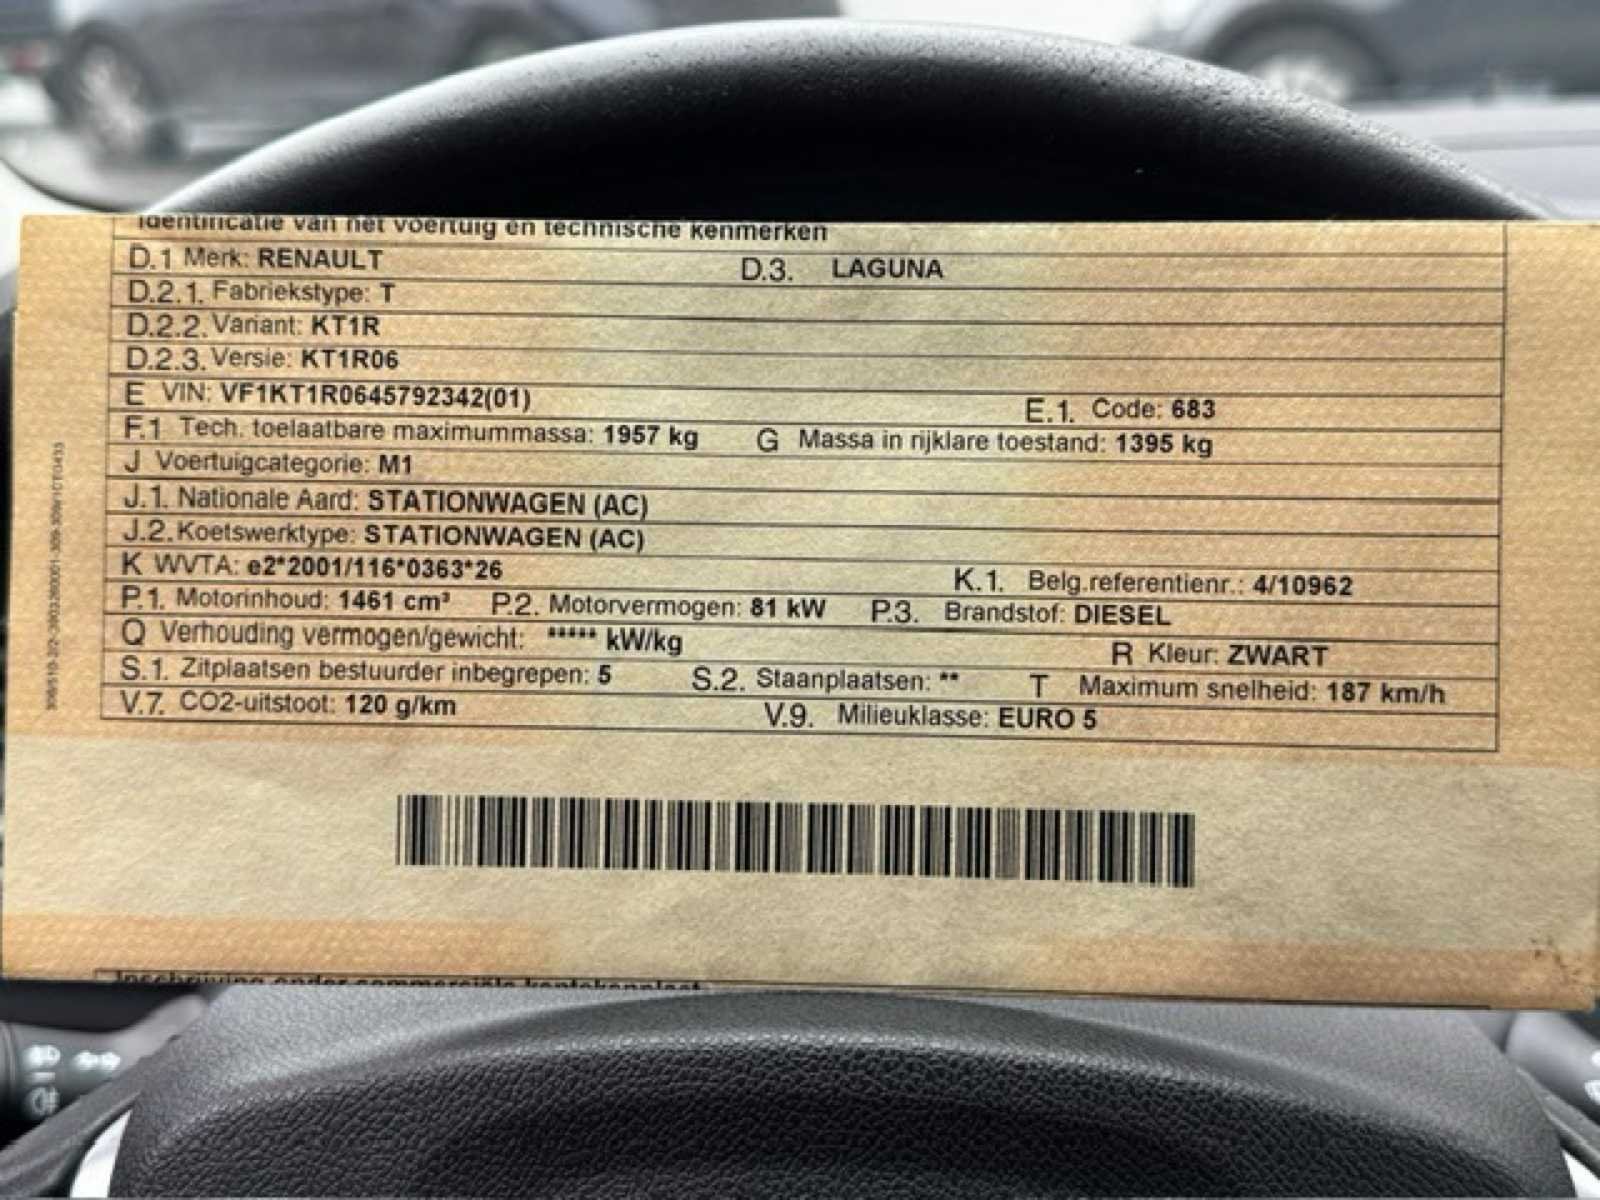 Identificatie van het voertuig en technische kenmerken
D.1 Merk: RENAULT D.3. LAGUNA
D.2.1. Fabriekstype: T
D.2.2. Variant: KT1R
D.2.3. Versie: KT1R06
E VIN: VF1KT1R0645792342(01) E.1. Code: 683
F.1 Tech. toelaatbare maximummassa: 1957 kg G Massa in rijklare toestand: 1395 kg
J Voertuigcategorie: M1
J.1. Nationale Aard: STATIONWAGEN (AC)
J.2. Koetswerktype: STATIONWAGEN (AC)
K WVTA: e2*2001/116*0363*26 K.1. Belg.referentienr.: 4/10962
P.1. Motorinhoud: 1461 cm³ P.2. Motorvermogen: 81 kW P.3. Brandstof: DIESEL
Q Verhouding vermogen/gewicht: ***** kW/kg R Kleur: ZWART
S.1. Zitplaatsen bestuurder inbegrepen: 5 S.2. Staanplaatsen: ** T Maximum snelheid: 187 km/h
V.7. CO2-uitstoot: 120 g/km V.9. Milieuklasse: EURO 5
Inschrijving onder commerciële kentekenplaat